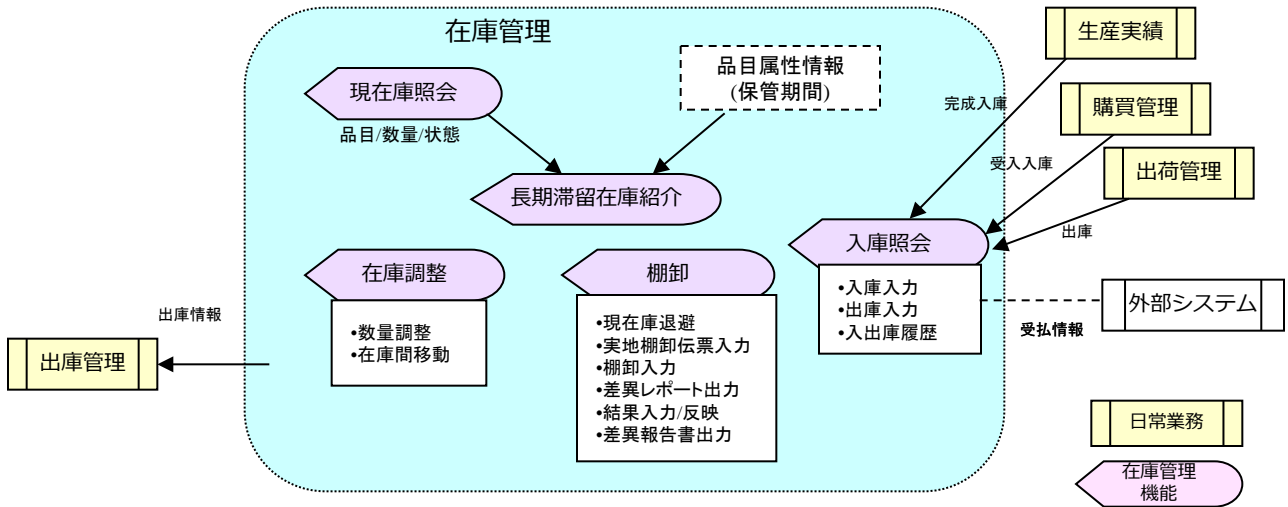 在庫管理
生産実績
現在庫照会
品目属性情報
(保管期間)
完成入庫
購買管理
品目/数量/状態
受入入庫
出荷管理
長期滞留在庫紹介
出庫
入庫照会
在庫調整
棚卸
•入庫入力
•出庫入力
•入出庫履歴
外部システム
受払情報
出庫情報
•数量調整
•在庫間移動
•現在庫退避
•実地棚卸伝票入力
•棚卸入力
•差異レポート出力
•結果入力/反映
•差異報告書出力
出庫管理
日常業務
在庫管理
機能